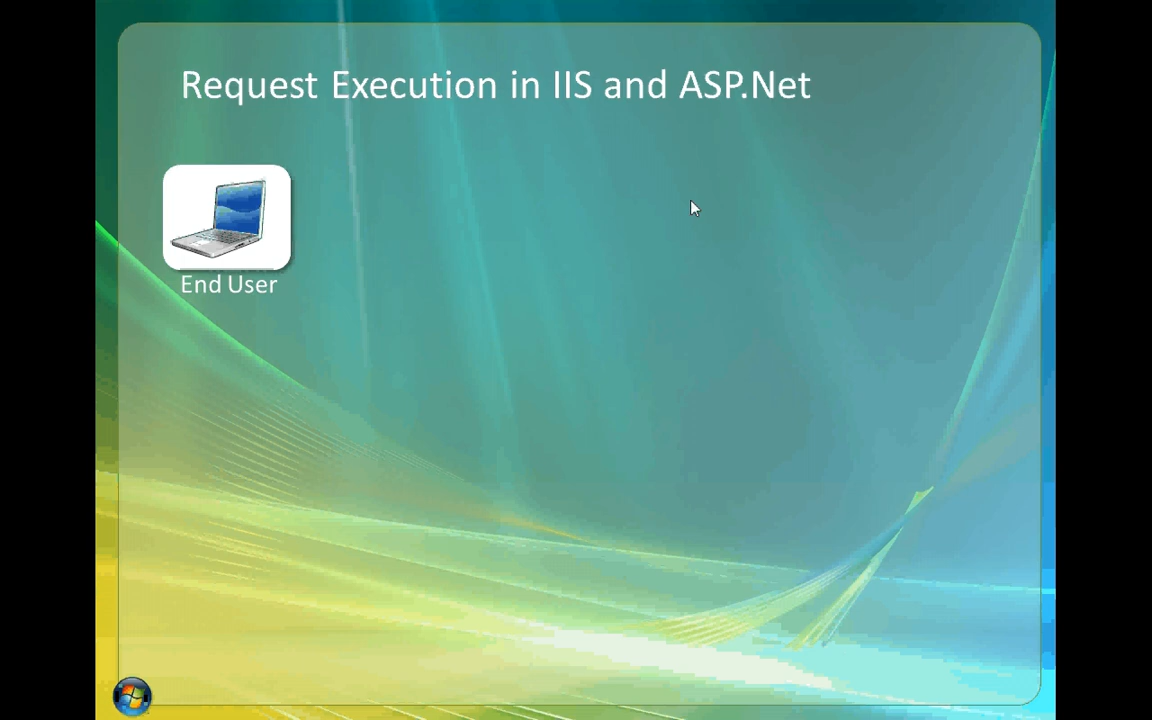 Request Execution in IIS and ASP.Net
End User